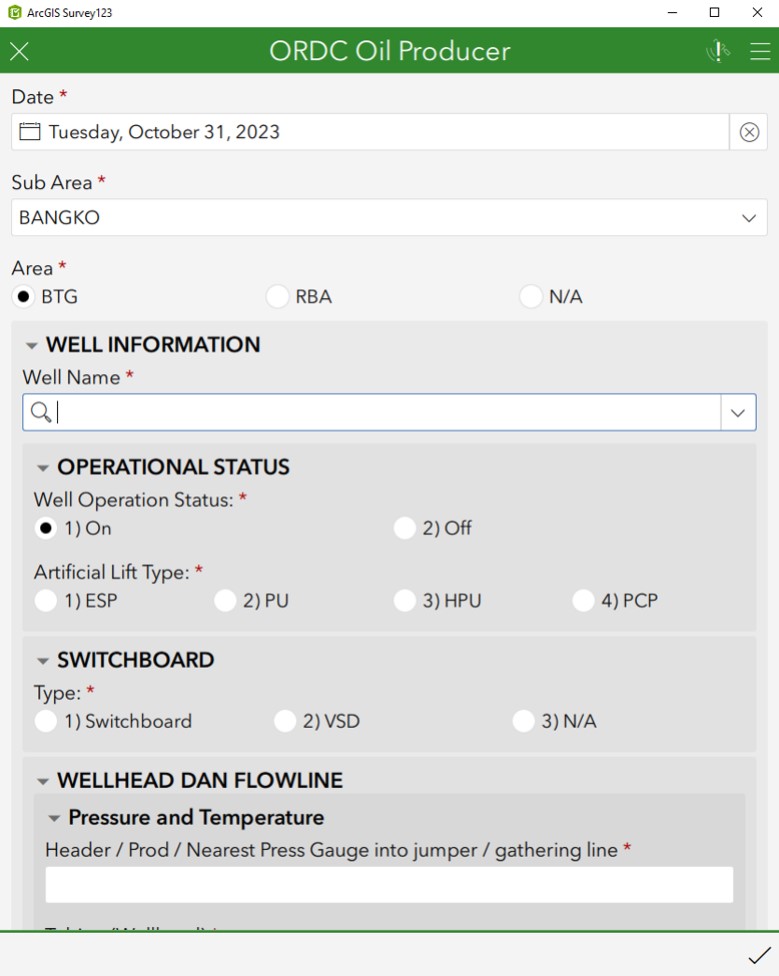 ArcGIS Survey123
ORDC Oil Producer
Date *
Tuesday, October 31, 2023
Sub Area *
BANGKO
Area *
BTG RBA N/A
WELL INFORMATION
Well Name *
OPERATIONAL STATUS
Well Operation Status: *
1) On 2) Off
Artificial Lift Type: *
1) ESP 2) PU 3) HPU 4) PCP
SWITCHBOARD
Type: *
1) Switchboard 2) VSD 3) N/A
WELLHEAD DAN FLOWLINE
Pressure and Temperature
Header / Prod / Nearest Press Gauge into jumper / gathering line *